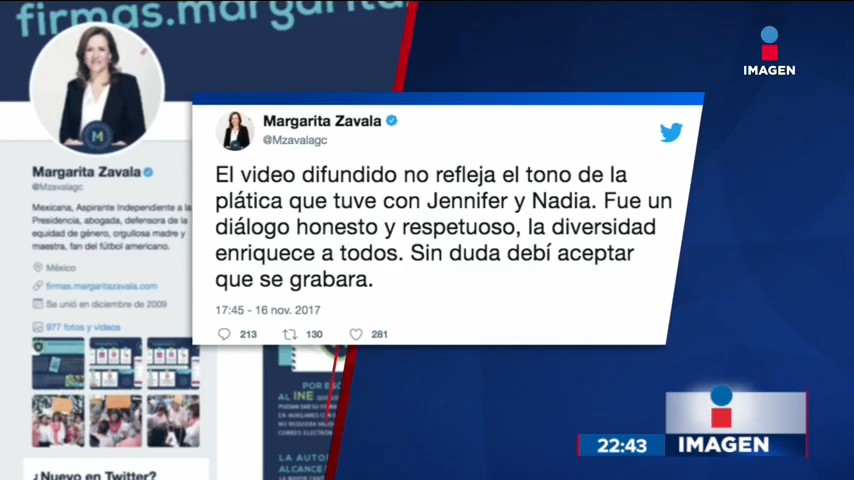 firmas.margarita
IMAGEN
Margarita Zavala
@Mzavalagc
El video difundido no refleja el tono de la
plática que tuve con Jennifer y Nadia. Fue un
diálogo honesto y respetuoso, la diversidad
enriquece a todos. Sin duda debí aceptar
que se grabara.
17:45 - 16 nov. 2017
213 130 281
M
Margarita Zavala
@Mzavalagc
Mexicana, Aspirante Independiente a la
Presidencia, abogada, defensora de la
equidad de género, orgullosa madre y
maestra, fan del fútbol americano.
México
firmas.margaritazavala.com
Se unió en diciembre de 2009
977 fotos y videos
¿Nuevo en Twitter?
POR ESC
AL INE
LA AUTO
ALCANCE
22:43
IMAGEN